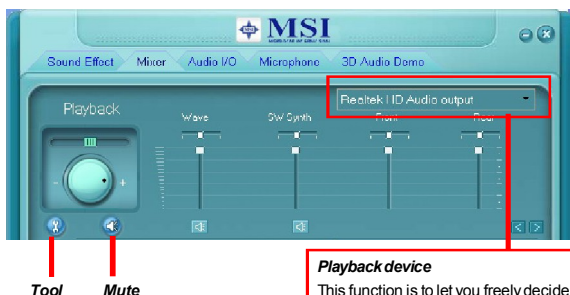 MSI
Sound Effect Mixer Audio I/O Microphone 3D Audio Demo
Realtek HD Audio output
Playback
Wave SW Synth Front Rear
- +
< >
Tool Mute
Playback device
This function is to let you freely decide